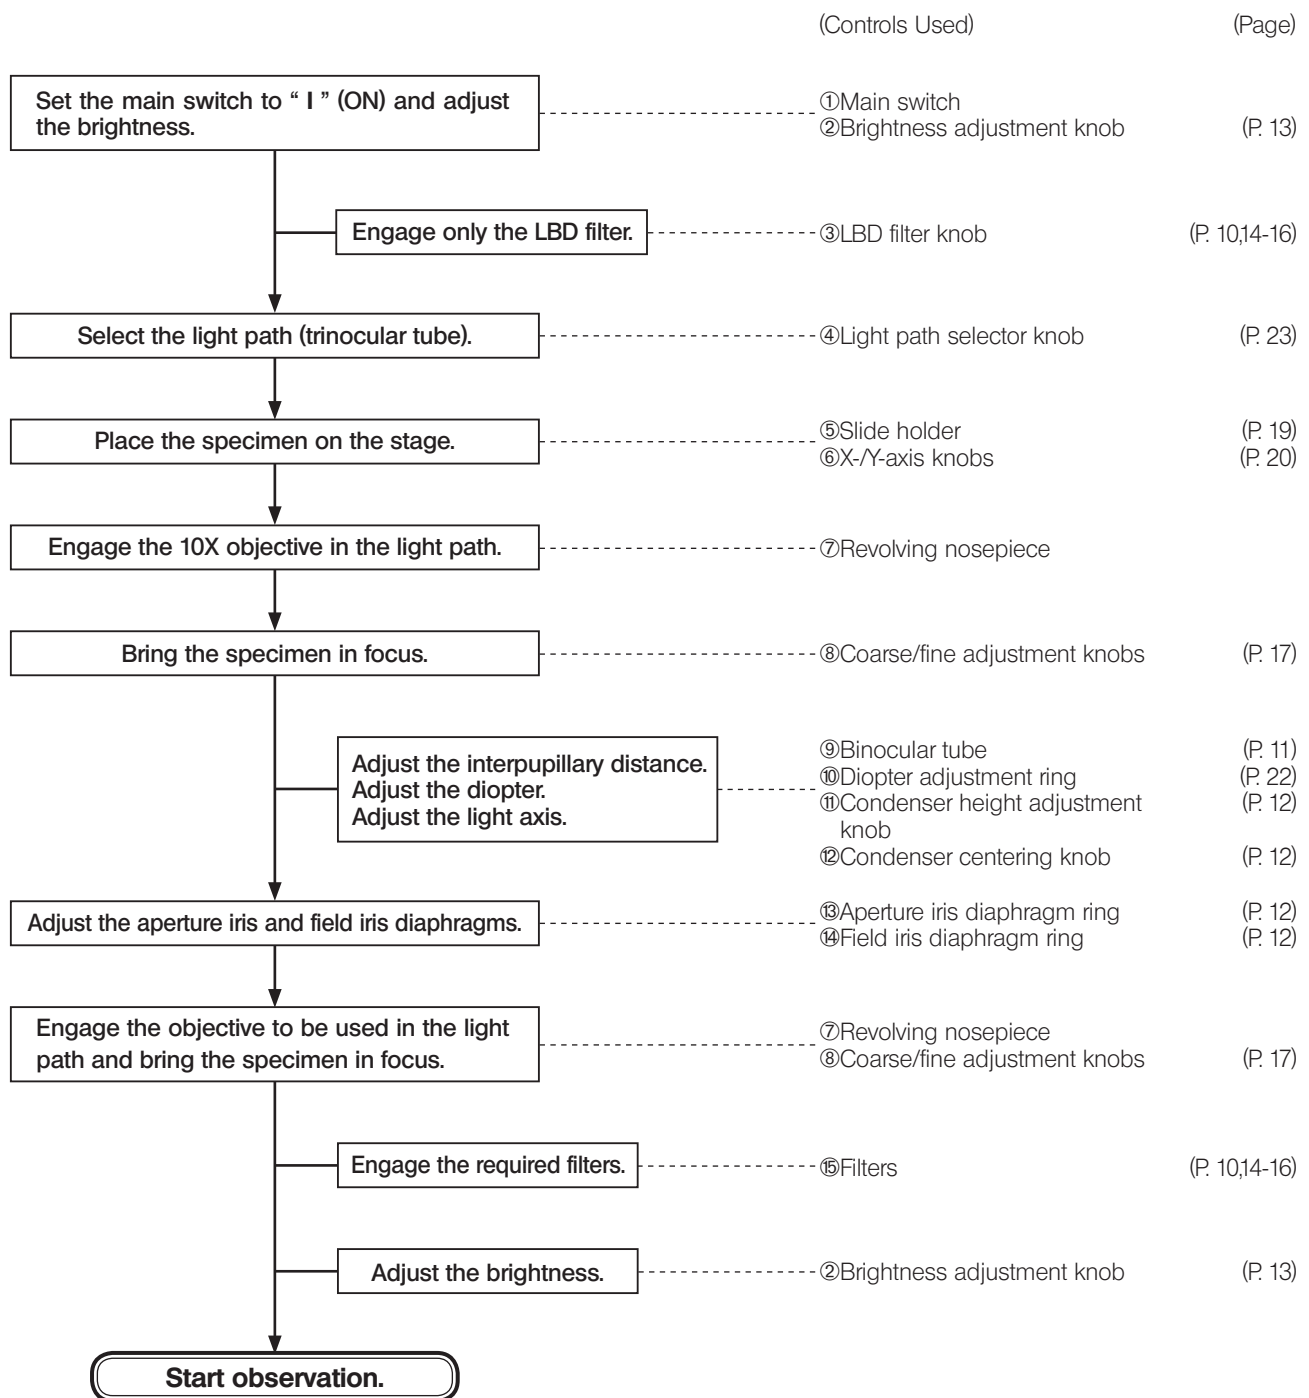 (Controls Used) (Page)
Set the main switch to “ I ” (ON) and adjust
the brightness.
①Main switch
②Brightness adjustment knob (P. 13)
Engage only the LBD filter.
③LBD filter knob (P. 10,14-16)
Select the light path (trinocular tube).
④Light path selector knob (P. 23)
Place the specimen on the stage.
⑤Slide holder (P. 19)
⑥X-/Y-axis knobs (P. 20)
Engage the 10X objective in the light path.
⑦Revolving nosepiece
Bring the specimen in focus.
⑧Coarse/fine adjustment knobs (P. 17)
Adjust the interpupillary distance.
Adjust the diopter.
Adjust the light axis.
⑨Binocular tube (P. 11)
⑩Diopter adjustment ring (P. 22)
⑪Condenser height adjustment (P. 12)
knob
⑫Condenser centering knob (P. 12)
Adjust the aperture iris and field iris diaphragms.
⑬Aperture iris diaphragm ring (P. 12)
⑭Field iris diaphragm ring (P. 12)
Engage the objective to be used in the light
path and bring the specimen in focus.
⑦Revolving nosepiece
⑧Coarse/fine adjustment knobs (P. 17)
Engage the required filters.
⑮Filters (P. 10,14-16)
Adjust the brightness.
②Brightness adjustment knob (P. 13)
Start observation.